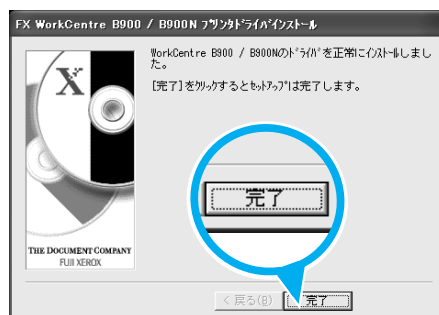 FX WorkCentre B900 / B900N プリンタドライバインストール
WorkCentre B900 / B900Nのドライバを正常にインストールしまし
た。
[完了]をクリックするとセットアップは完了します。
X
完了
THE DOCUMENT COMPANY
FUJI XEROX
< 戻る(B)
完了